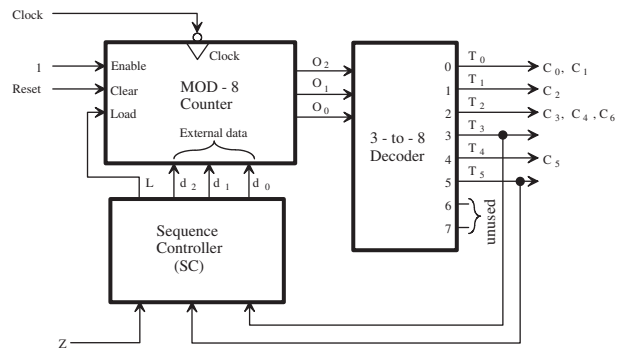 Clock
Clock
1
Enable
Reset
Clear
Load
MOD - 8
Counter
External data
O2
O1
O0
L
d2
d1
d0
3 - to - 8
Decoder
0
1
2
3
4
5
6
7
T0
T1
T2
T3
T4
T5
C0, C1
C2
C3, C4, C6
C5
unused
Sequence
Controller
(SC)
Z